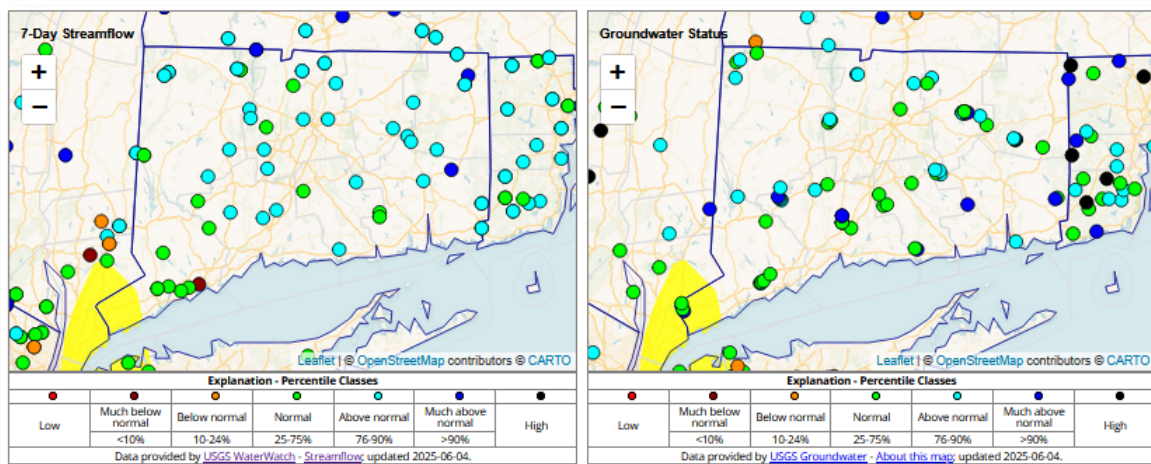 7-Day Streamflow
+
−
Leaflet | © OpenStreetMap contributors © CARTO
Explanation - Percentile Classes
Low
Much below normal
Below normal
Normal
Above normal
Much above normal
High
<10%
10-24%
25-75%
76-90%
>90%
Data provided by USGS WaterWatch - Streamflow; updated 2025-06-04.
Groundwater Status
+
−
Leaflet | © OpenStreetMap contributors © CARTO
Explanation - Percentile Classes
Low
Much below normal
Below normal
Normal
Above normal
Much above normal
High
<10%
10-24%
25-75%
76-90%
>90%
Data provided by USGS Groundwater - About this map; updated 2025-06-04.